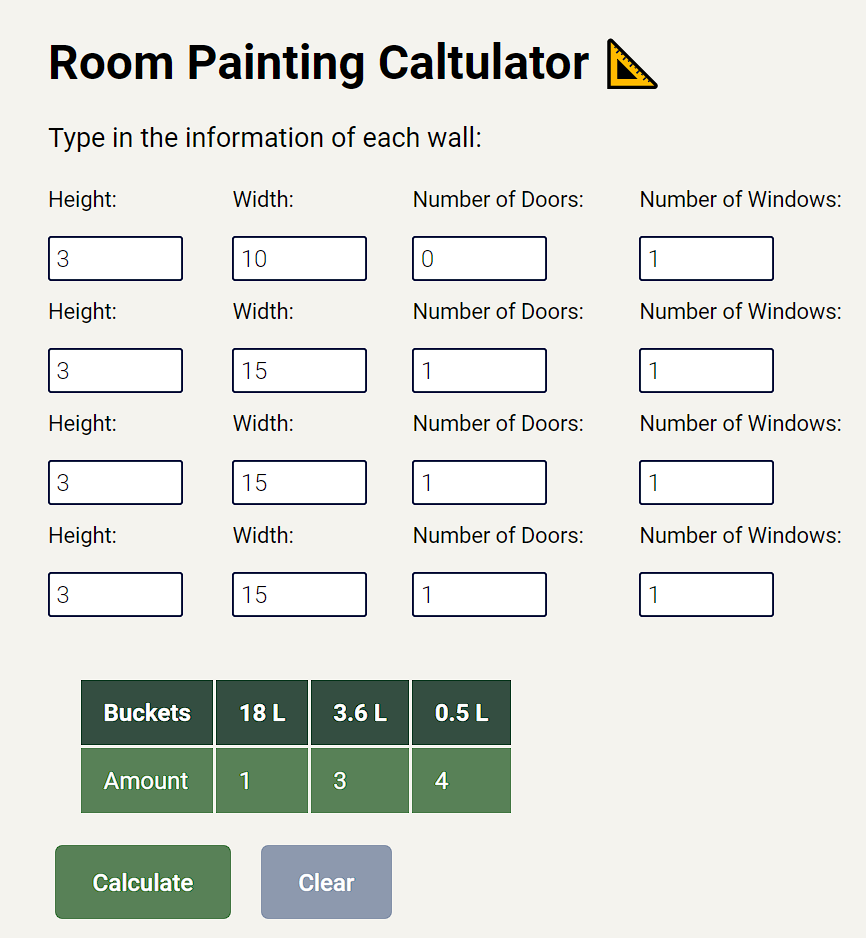 Room Painting Caltulator
Type in the information of each wall:
Height: Width: Number of Doors: Number of Windows:
3 10 0 1
Height: Width: Number of Doors: Number of Windows:
3 15 1 1
Height: Width: Number of Doors: Number of Windows:
3 15 1 1
Height: Width: Number of Doors: Number of Windows:
3 15 1 1
Buckets 18 L 3.6 L 0.5 L
Amount 1 3 4
Calculate Clear